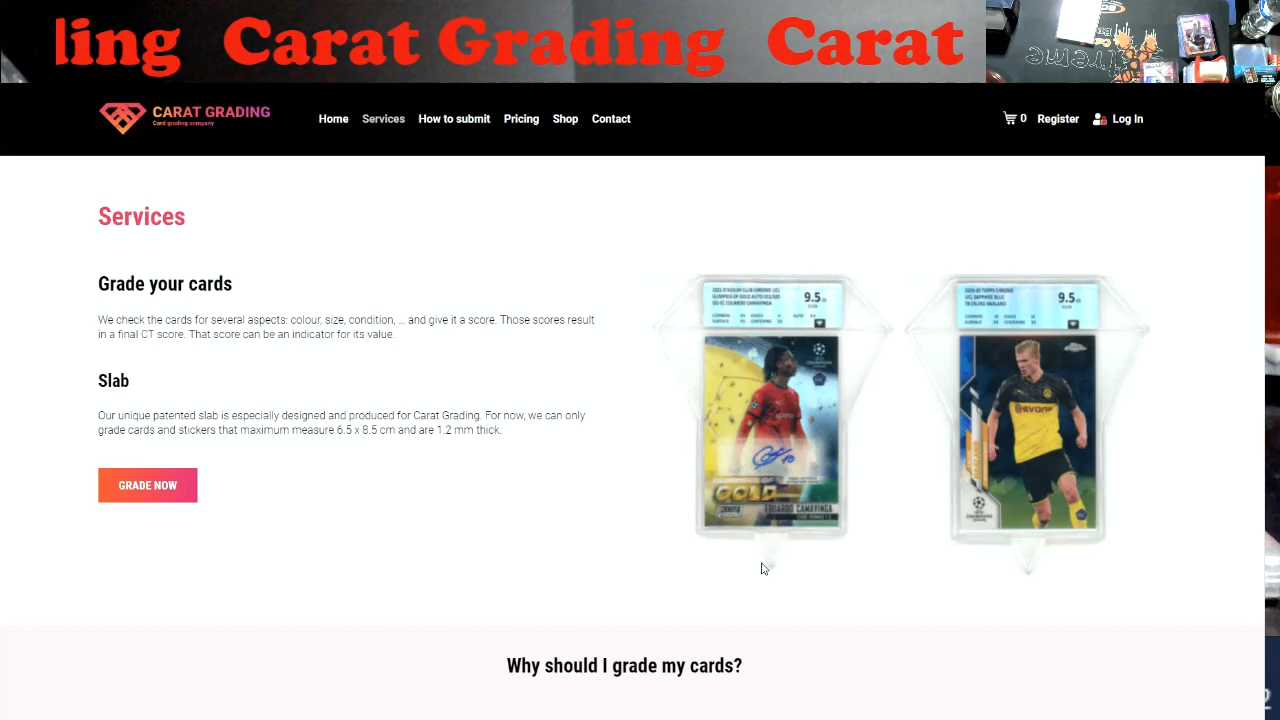 ling Carat Grading Carat
CARAT GRADING
Card grading company
Home Services How to submit Pricing Shop Contact
0 Register Log In
Services
Grade your cards
We check the cards for several aspects: colour, size, condition, ... and give it a score. Those scores result
in a final CT score. That score can be an indicator for its value.
Slab
Our unique patented slab is especially designed and produced for Carat Grading. For now, we can only
grade cards and stickers that maximum measure 6.5 x 8.5 cm and are 1.2 mm thick.
GRADE NOW
9.5
GOLD
EDUARDO CAMAVINGA
9.5
EVONIK
Why should I grade my cards?